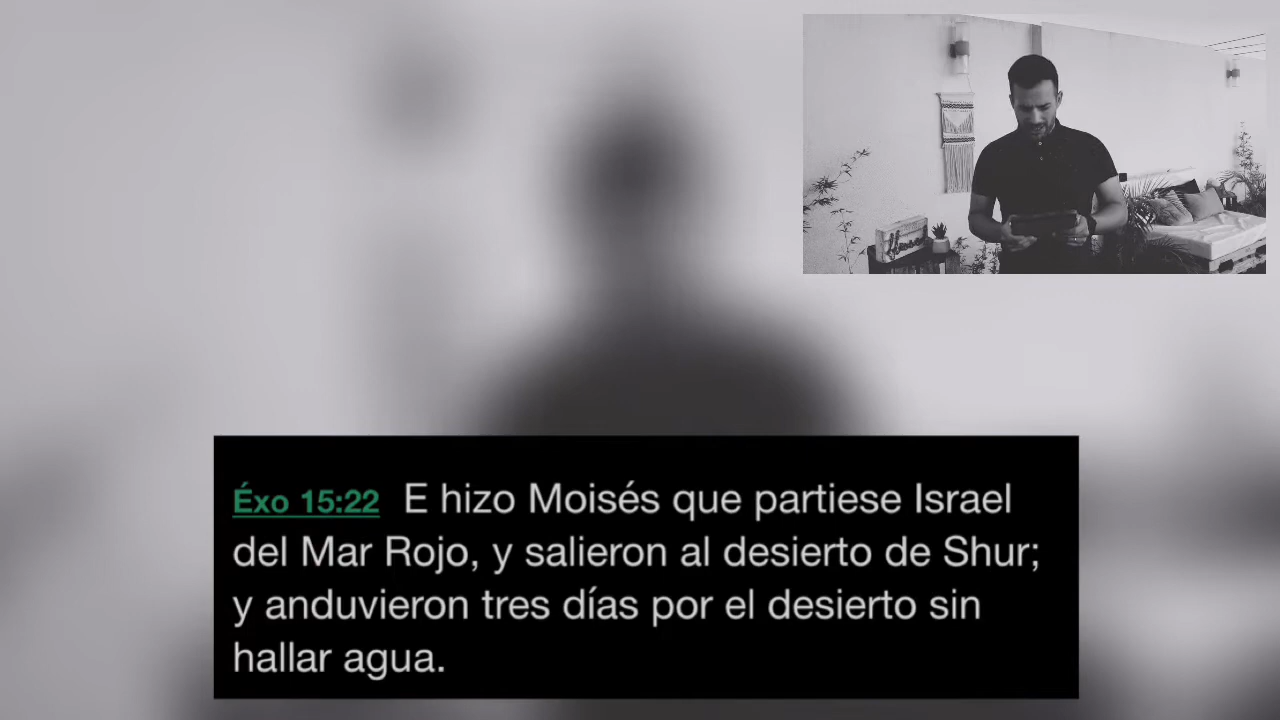 Éxo 15:22 E hizo Moisés que partiese Israel
del Mar Rojo, y salieron al desierto de Shur;
y anduvieron tres días por el desierto sin
hallar agua.